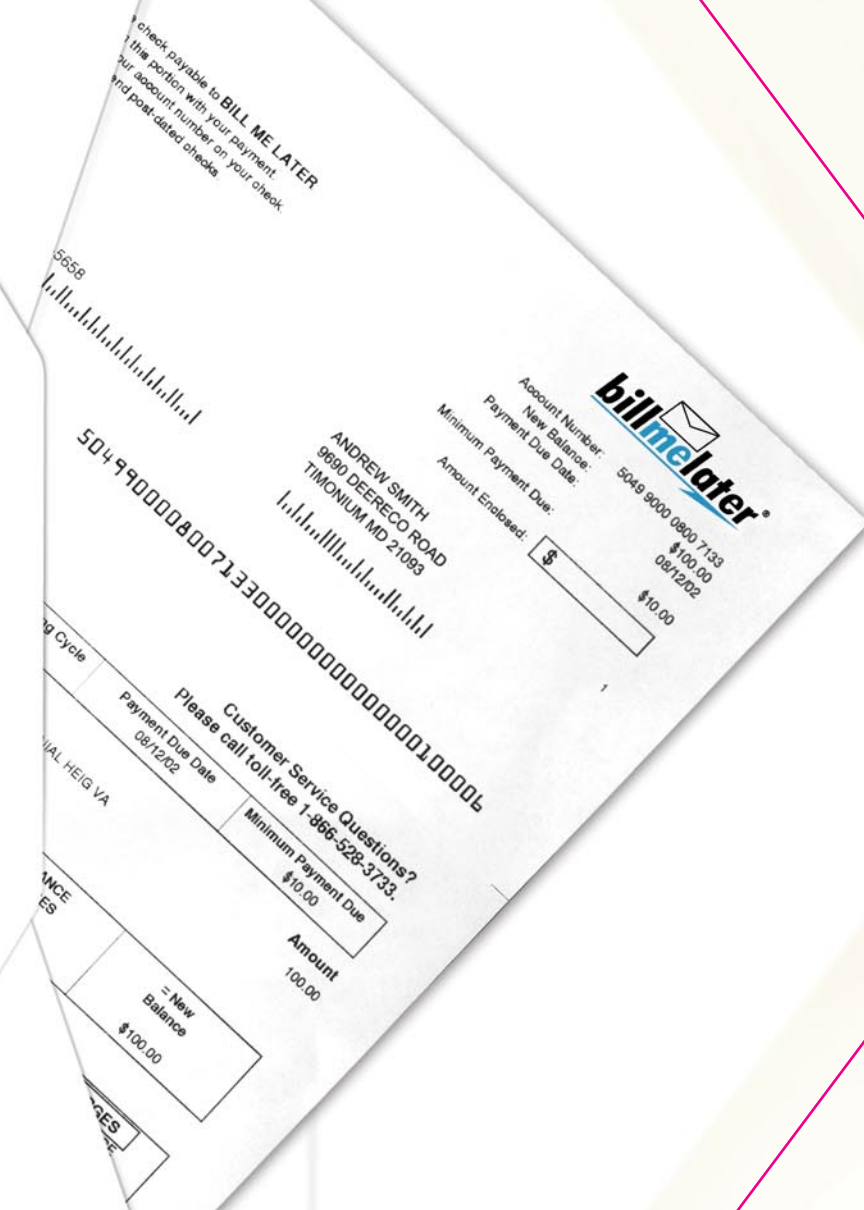 check payable to BILL ME LATER
this portion with your payment.
our account number on your check.
end post-dated checks.
5658
billmelater®
Account Number: 5049 9000 0800 7133
New Balance: $100.00
Payment Due Date: 08/12/02
Minimum Payment Due: $10.00
Amount Enclosed: $
ANDREW SMITH
9690 DEERECO ROAD
TIMONIUM MD 21093
1
Customer Service Questions?
Please call toll-free 1-866-528-3733.
g Cycle
Payment Due Date
08/12/02
Minimum Payment Due
$10.00
Amount
100.00
IAL HEIG VA
ANCE
ES
= New
Balance
$100.00
GES